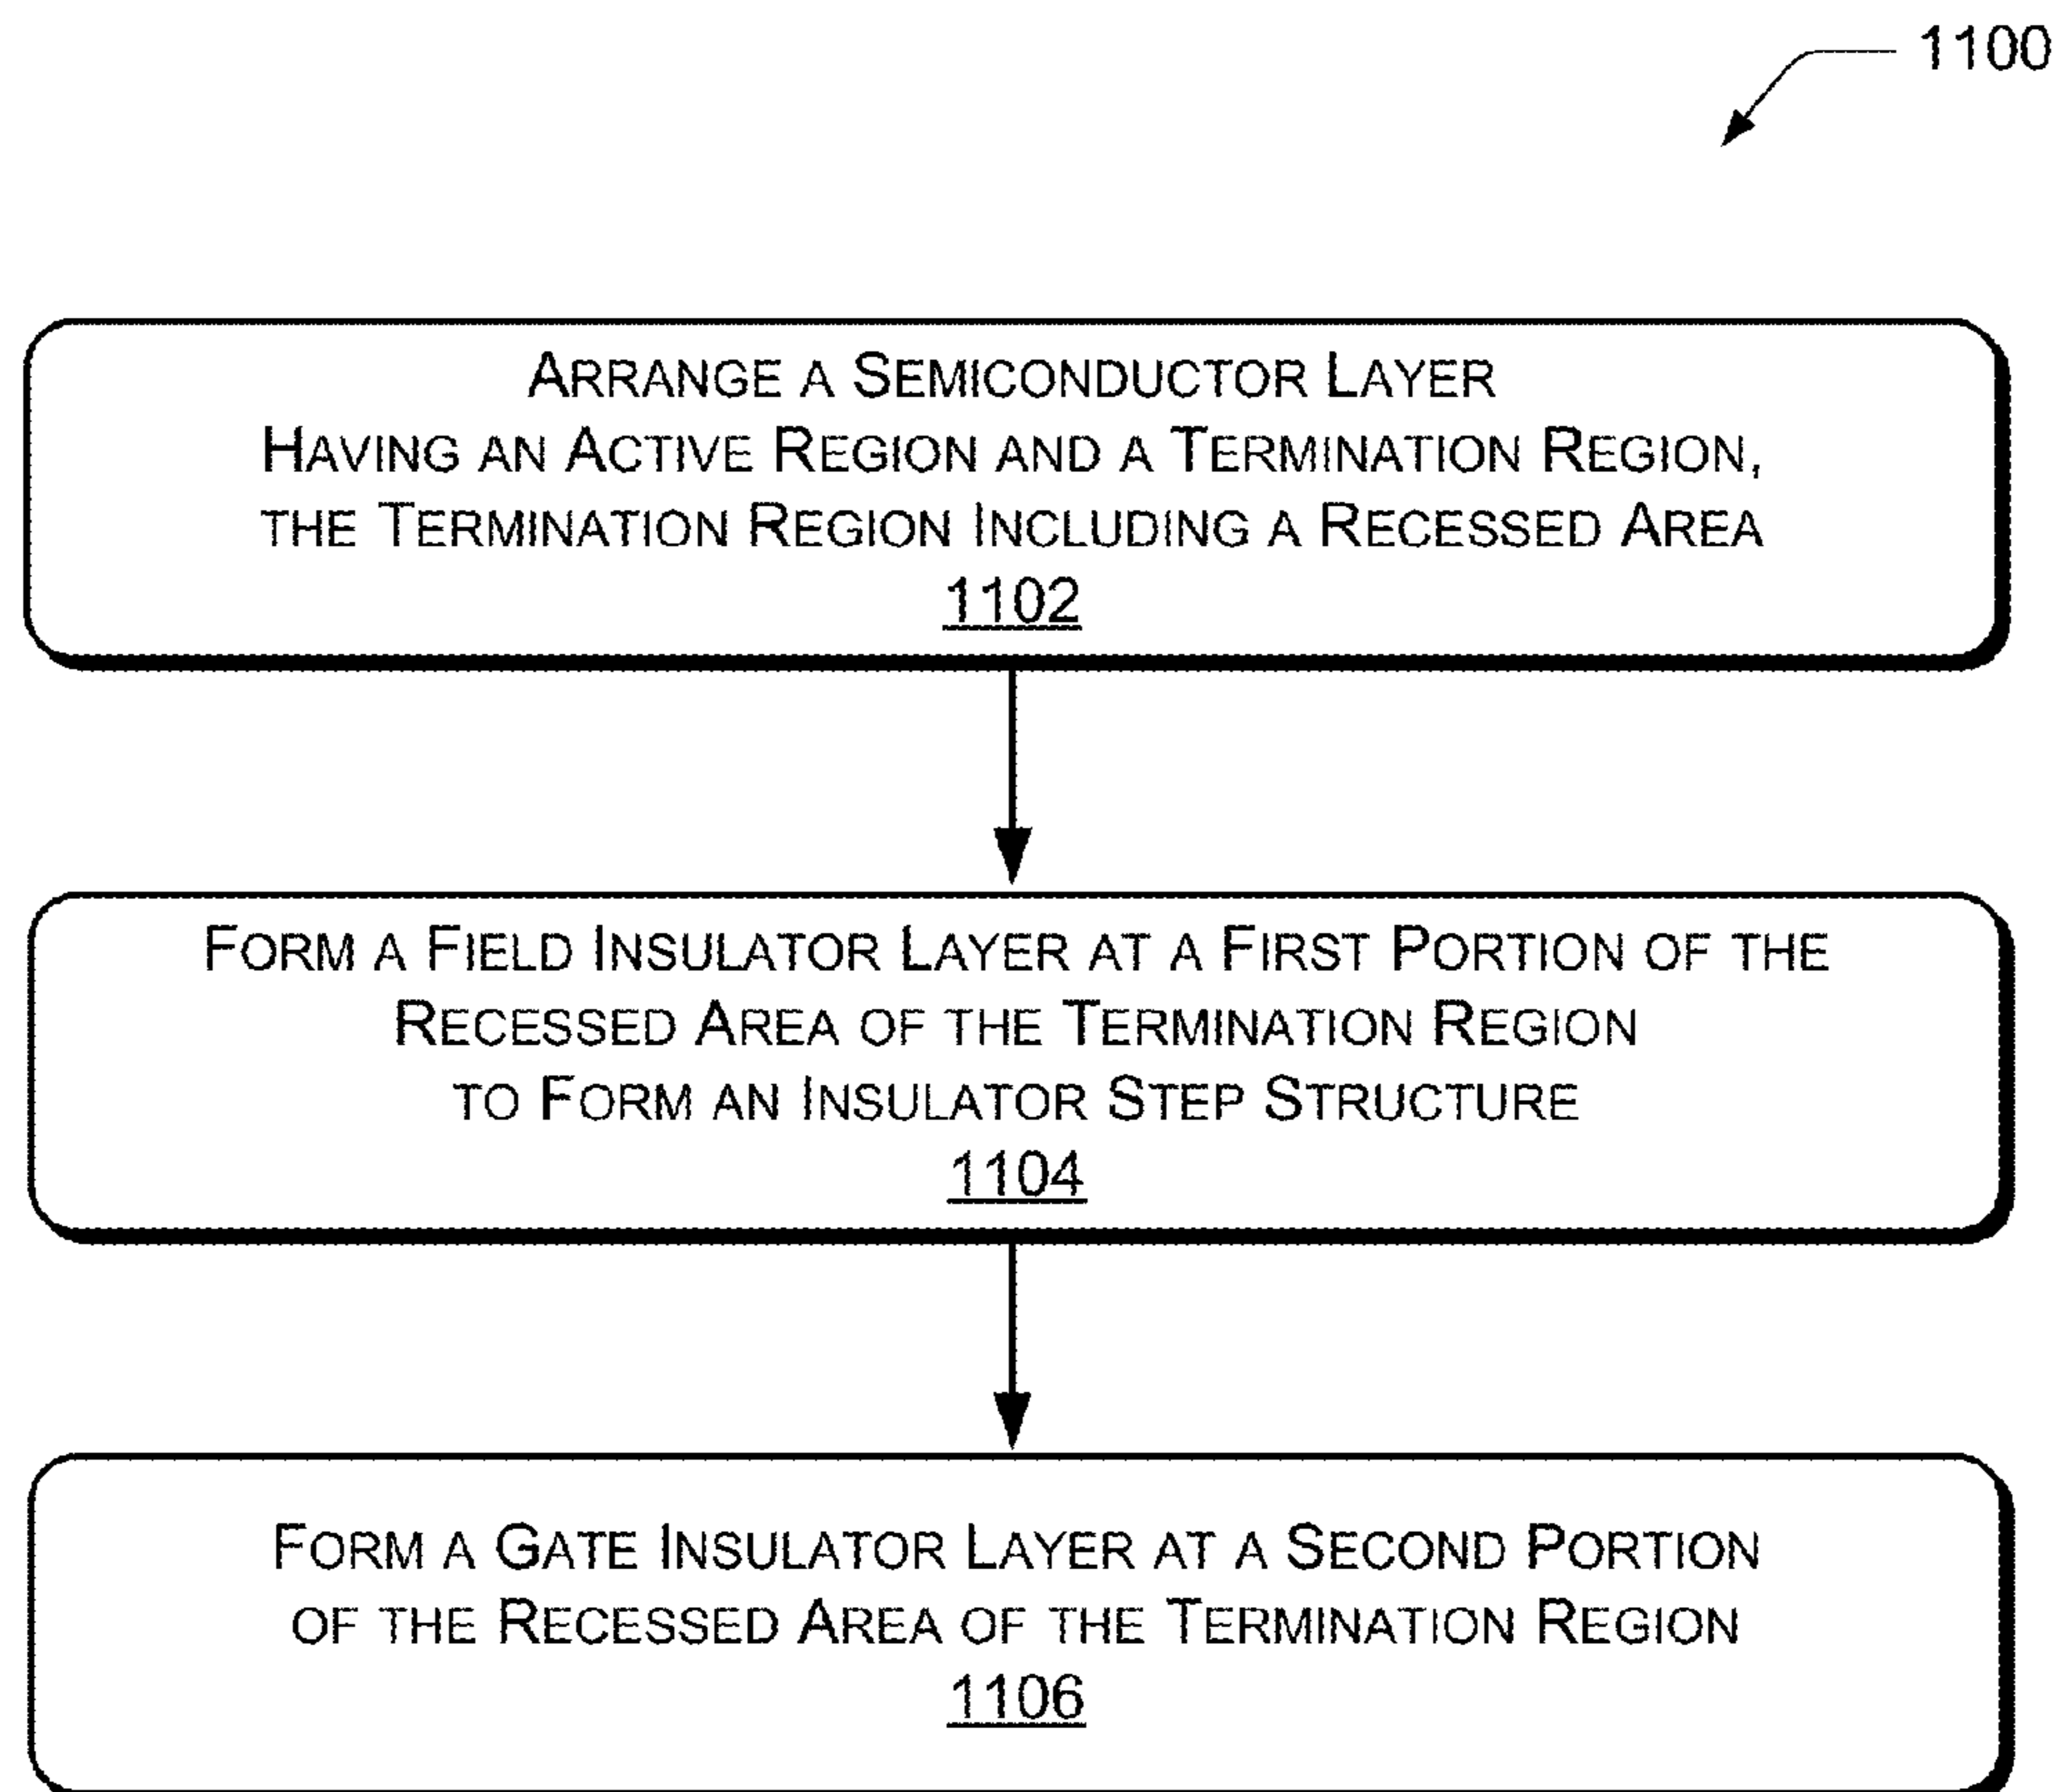 1100
ARRANGE A SEMICONDUCTOR LAYER
HAVING AN ACTIVE REGION AND A TERMINATION REGION,
THE TERMINATION REGION INCLUDING A RECESSED AREA
1102
FORM A FIELD INSULATOR LAYER AT A FIRST PORTION OF THE
RECESSED AREA OF THE TERMINATION REGION
TO FORM AN INSULATOR STEP STRUCTURE
1104
FORM A GATE INSULATOR LAYER AT A SECOND PORTION
OF THE RECESSED AREA OF THE TERMINATION REGION
1106